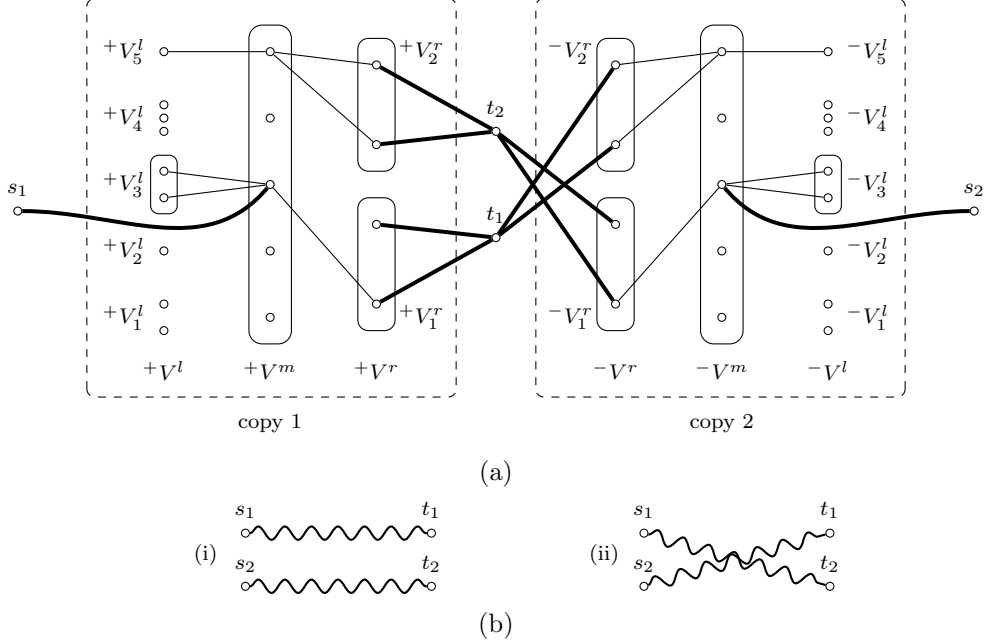 ⁺V₅ˡ ⁺V₂ʳ ⁻V₂ʳ ⁻V₅ˡ
⁺V₄ˡ t₂ ⁻V₄ˡ
s₁ ⁺V₃ˡ ⁻V₃ˡ s₂
⁺V₂ˡ t₁ ⁻V₂ˡ
⁺V₁ˡ ⁺V₁ʳ ⁻V₁ʳ ⁻V₁ˡ
⁺Vˡ ⁺Vᵐ ⁺Vʳ ⁻Vʳ ⁻Vᵐ ⁻Vˡ
copy 1 copy 2
(a)
s₁ t₁ s₁ t₁
(i) (ii)
s₂ t₂ s₂ t₂
(b)